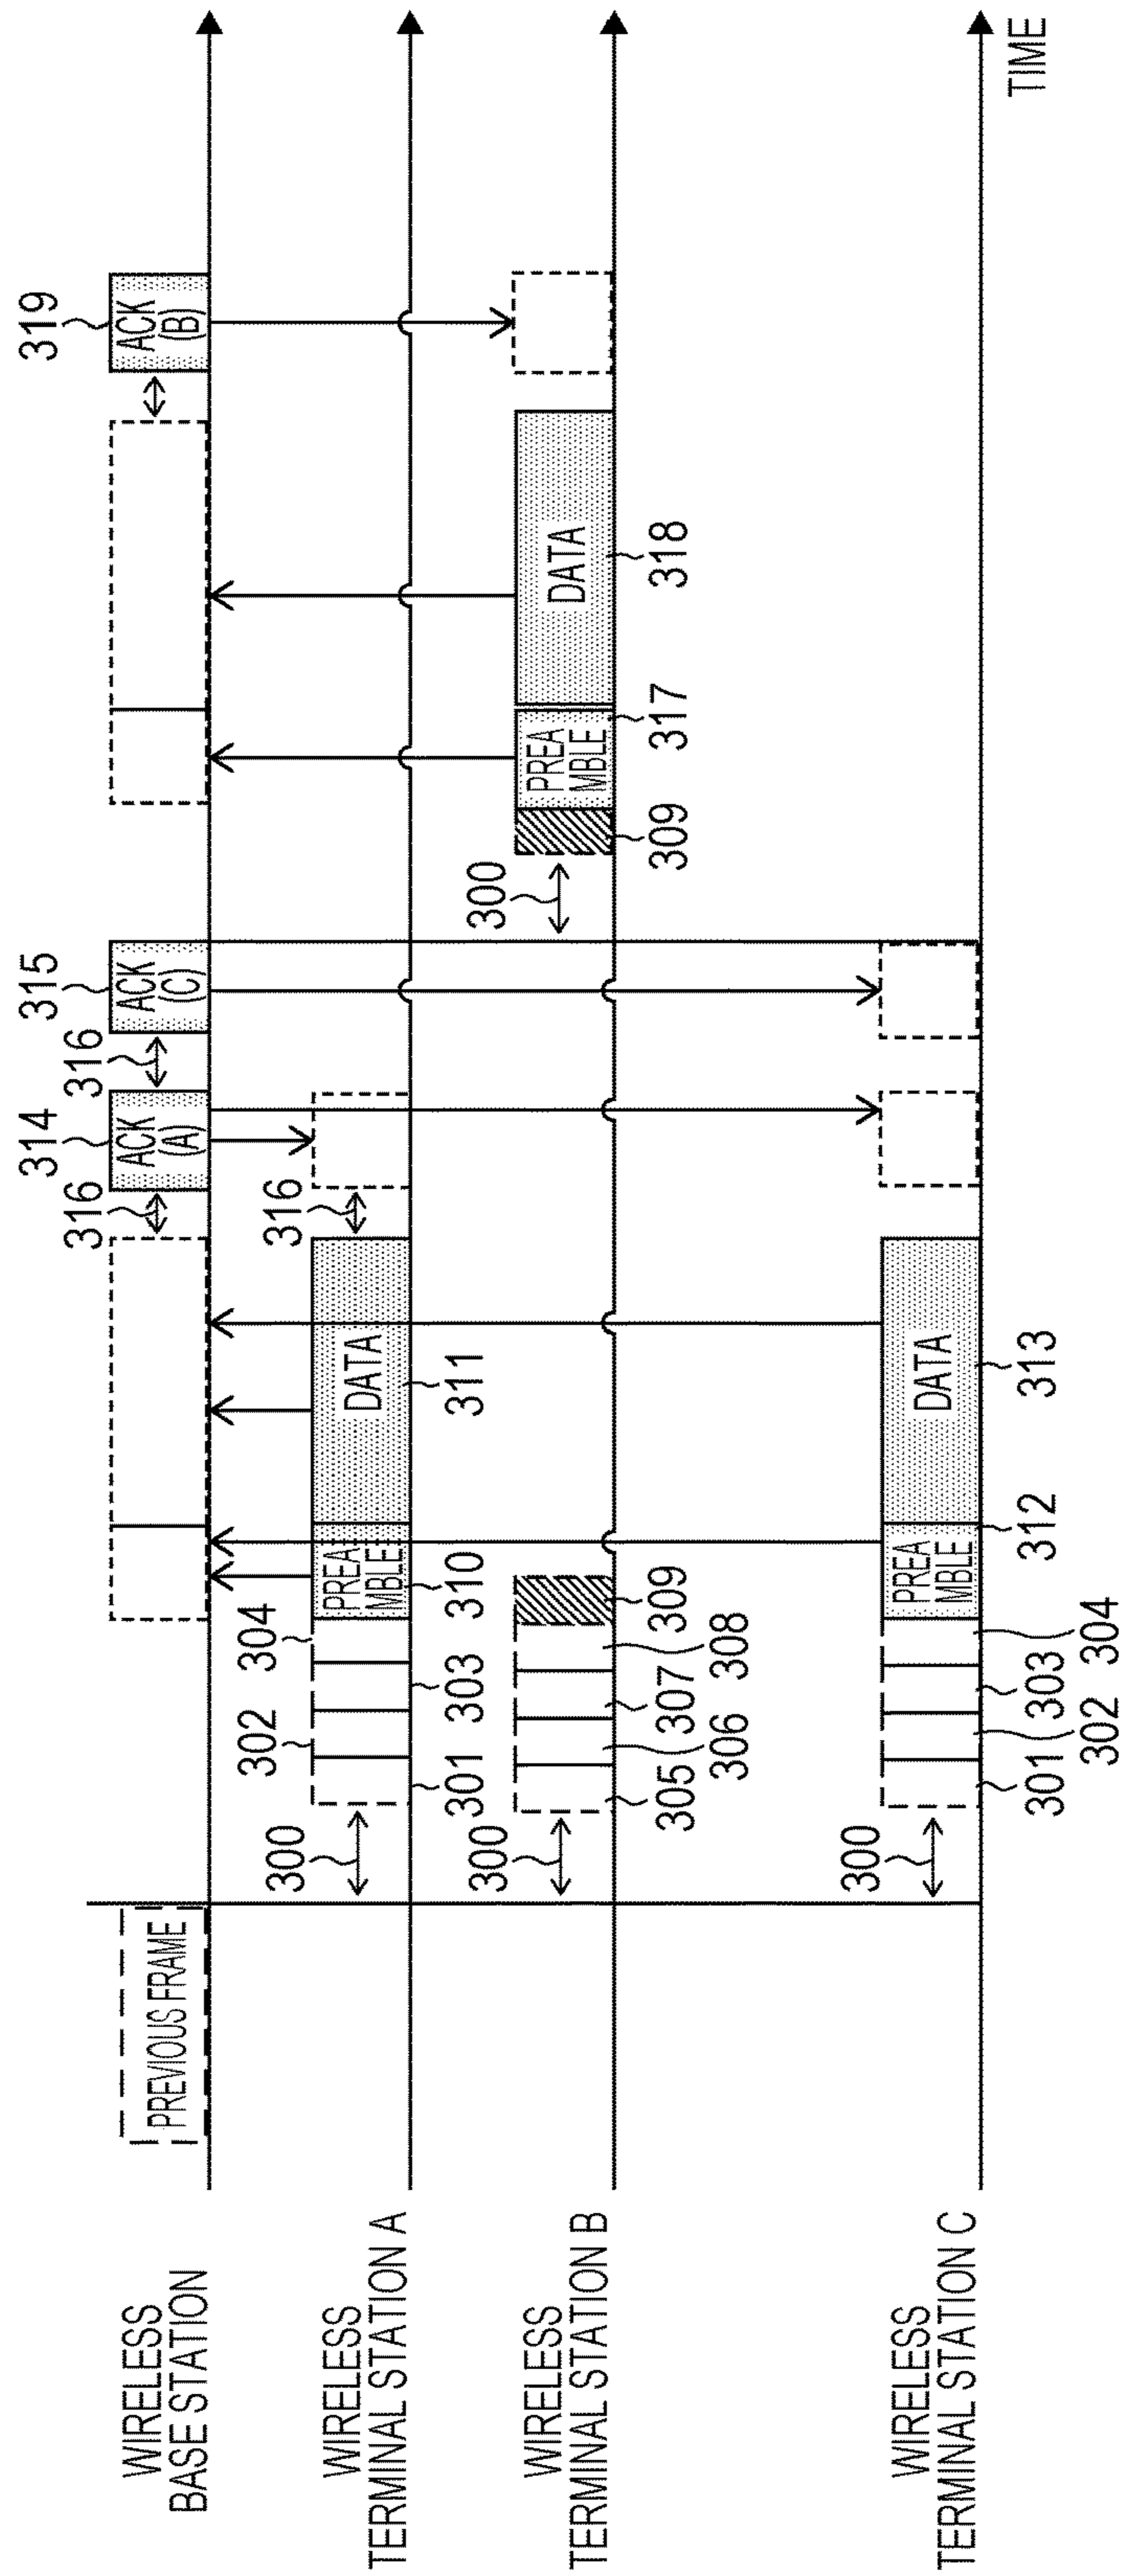 WIRELESS
BASE STATION
PREVIOUS FRAME
316
314
ACK
(A)
316
315
ACK
(C)
319
ACK
(B)
WIRELESS
TERMINAL STATION A
300
302
304
301
303
PREA
MBLE
310
DATA
311
316
WIRELESS
TERMINAL STATION B
300
305
306
307
308
309
300
309
PREA
MBLE
317
DATA
318
WIRELESS
TERMINAL STATION C
300
301
302
303
304
PREA
MBLE
312
DATA
313
TIME